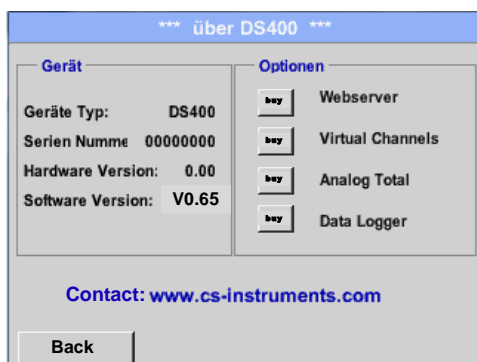 *** über DS400 ***
Gerät
Geräte Typ: DS400
Serien Numme 00000000
Hardware Version: 0.00
Software Version: V0.65
Optionen
buy Webserver
buy Virtual Channels
buy Analog Total
buy Data Logger
Contact: www.cs-instruments.com
Back